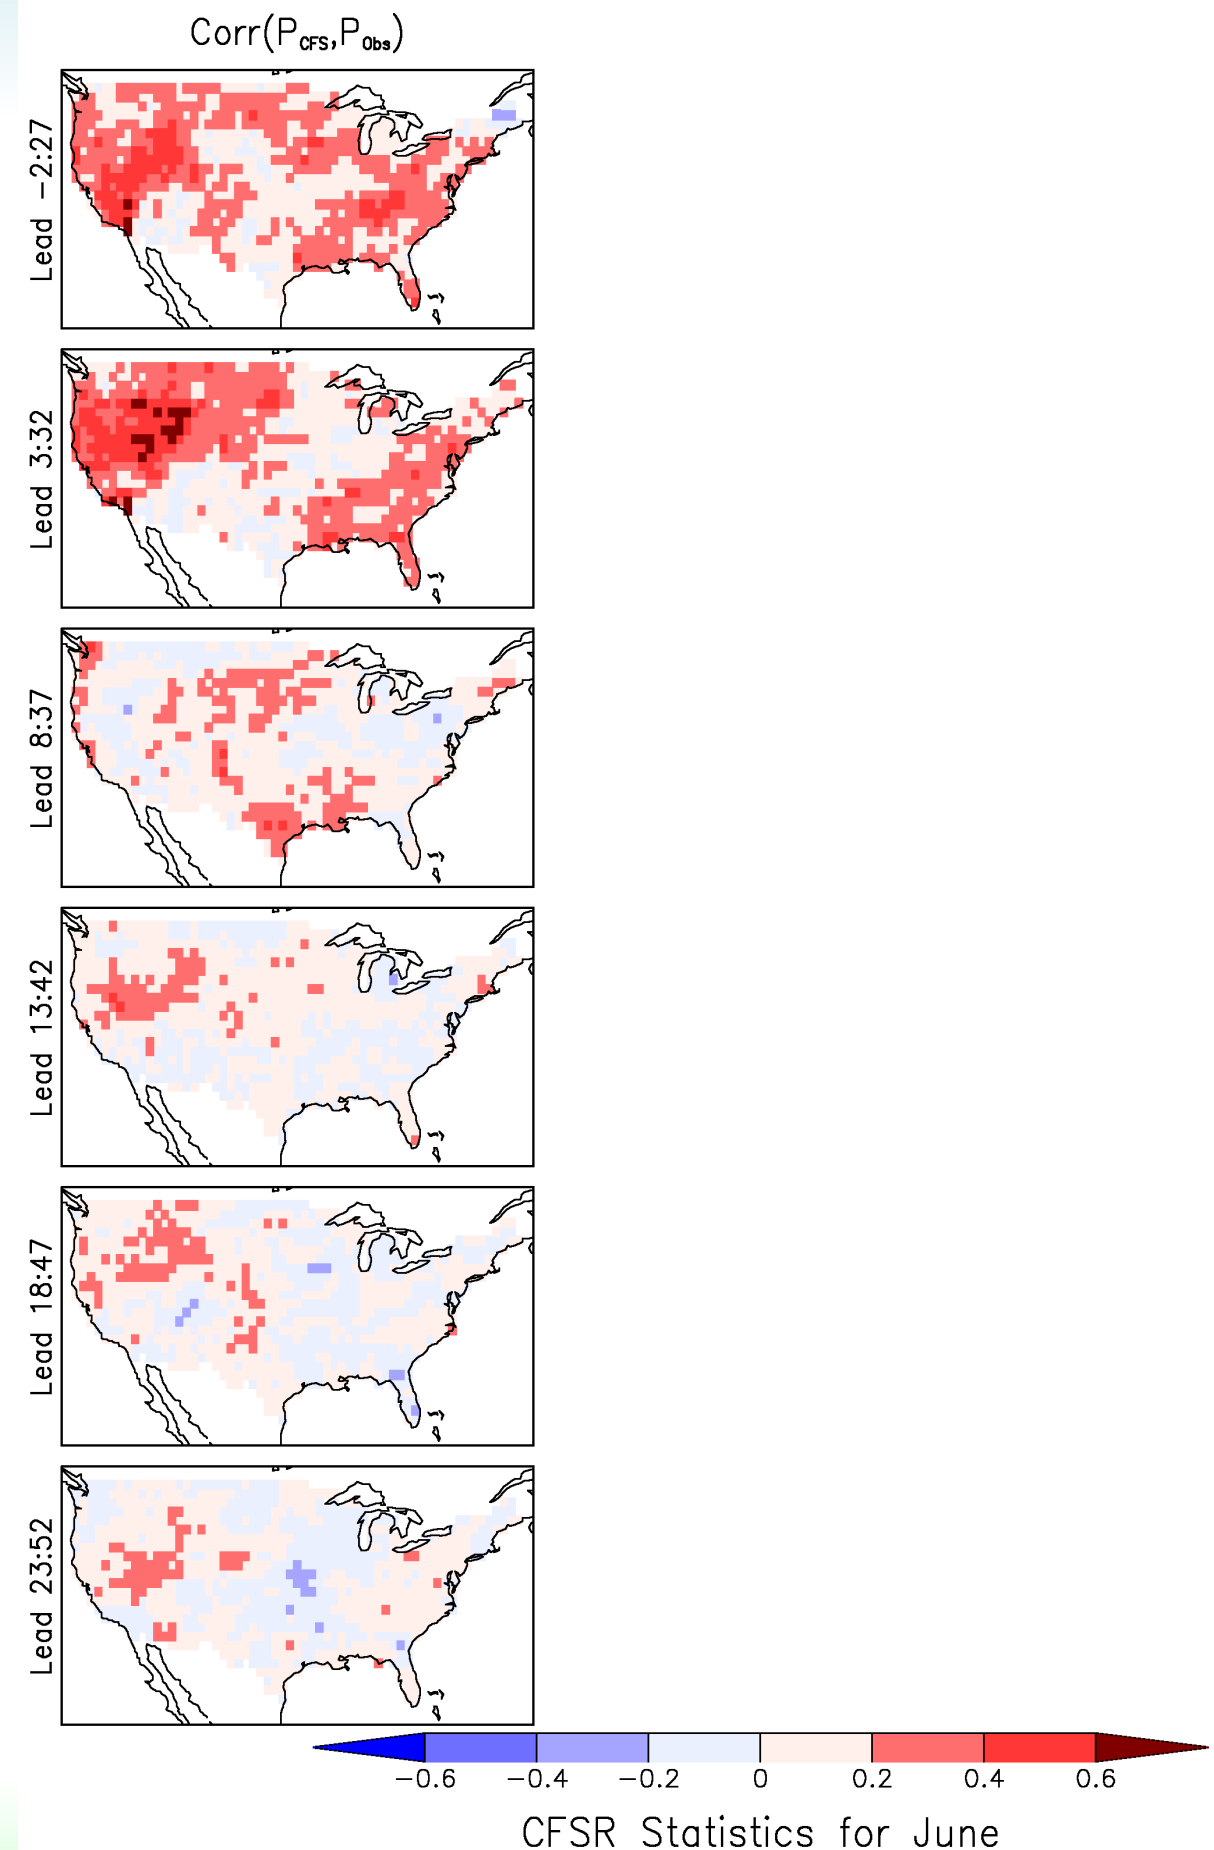 Corr(P_CFS,P_Obs)
Lead −2:27
Lead 3:32
Lead 8:37
Lead 13:42
Lead 18:47
Lead 23:52
−0.6 −0.4 −0.2 0 0.2 0.4 0.6
CFSR Statistics for June